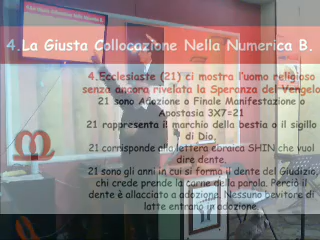 4.La Giusta Collocazione Nella Numerica B.
4.Ecclesiaste (21) ci mostra l'uomo religioso
senza ancora rivelata la Speranza del Vangelo
21 sono Adozione o Finale Manifestazione o
Apostasia 3X7=21
21 rappresenta il marchio della bestia o il sigillo
di Dio.
21 corrisponde alla lettera ebraica SHIN che vuol
dire dente.
21 sono gli anni in cui si forma il dente del Giudizio,
chi crede prende la carne della parola. Perciò il
dente è allacciato a adozione. Nessuno bevitore di
latte entrano in adozione.